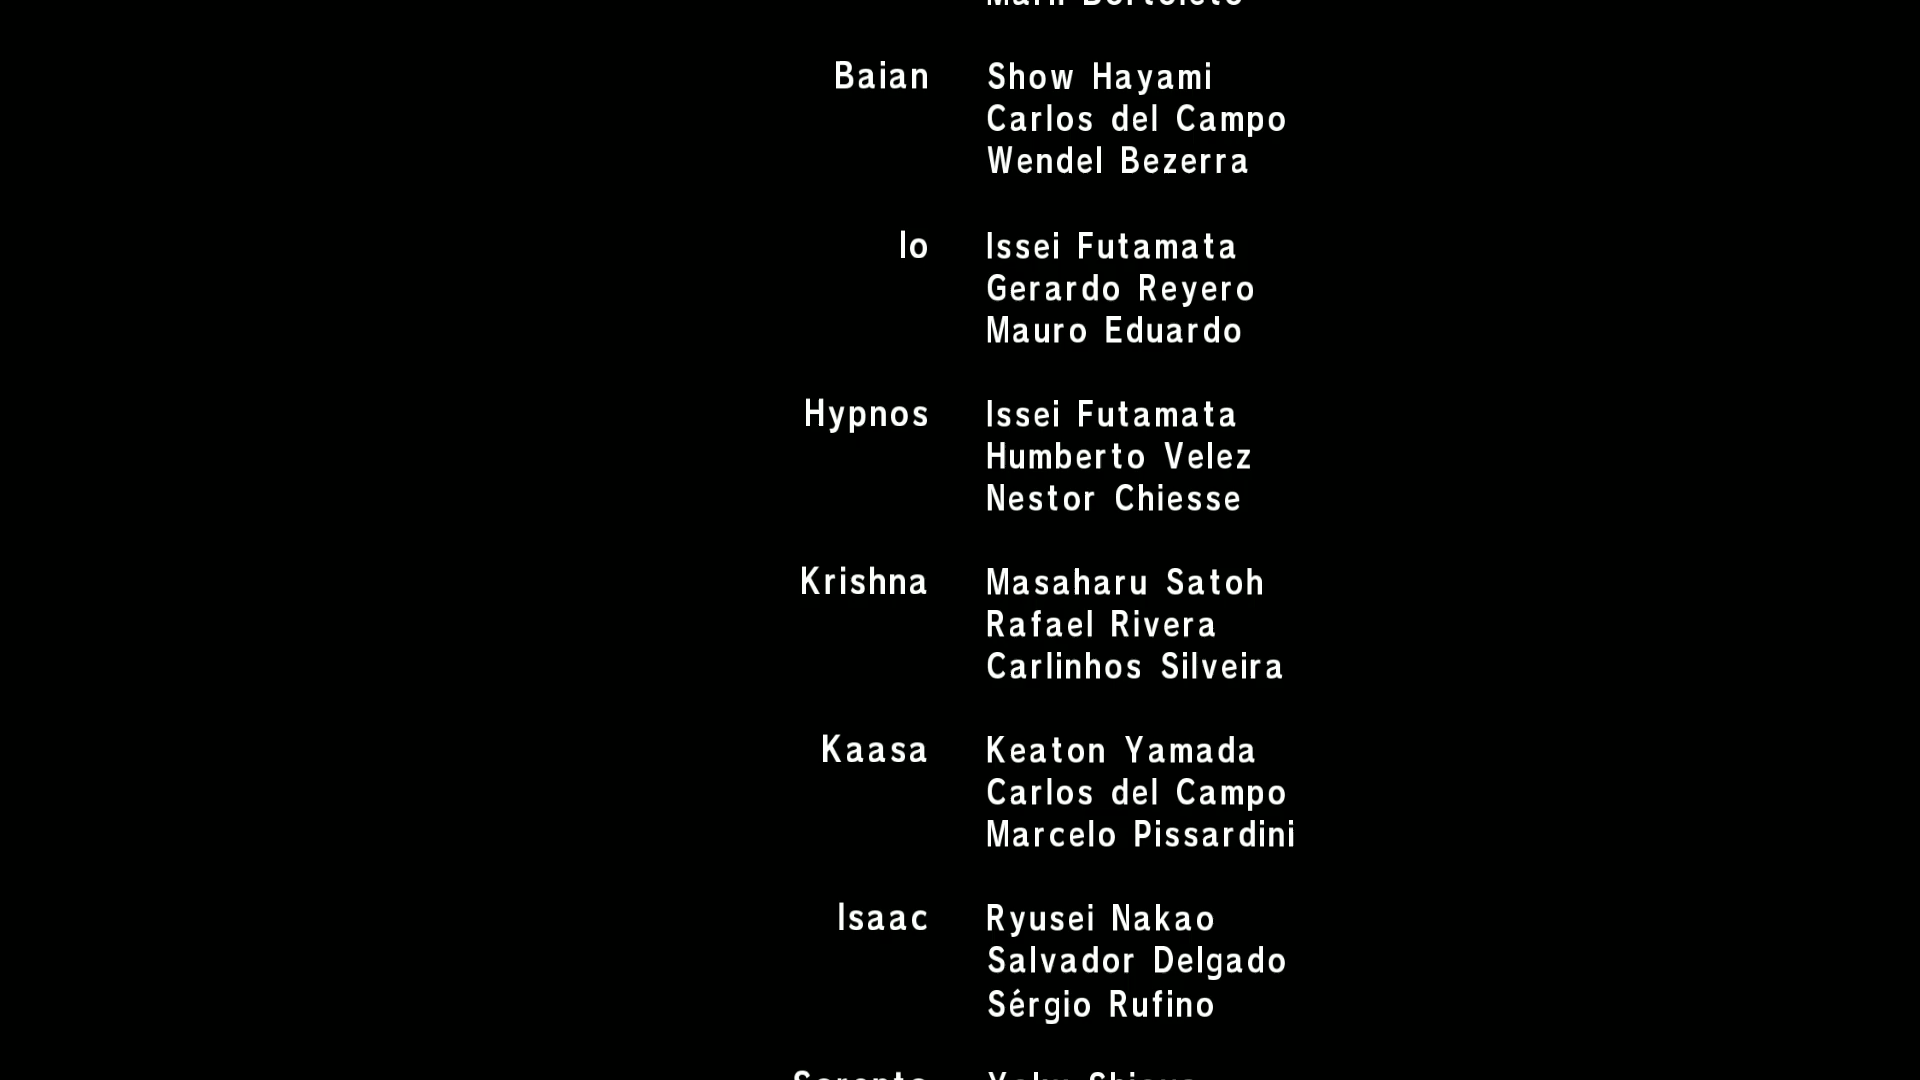 Baian Show Hayami
Carlos del Campo
Wendel Bezerra
Io Issei Futamata
Gerardo Reyero
Mauro Eduardo
Hypnos Issei Futamata
Humberto Velez
Nestor Chiesse
Krishna Masaharu Satoh
Rafael Rivera
Carlinhos Silveira
Kaasa Keaton Yamada
Carlos del Campo
Marcelo Pissardini
Isaac Ryusei Nakao
Salvador Delgado
Sérgio Rufino